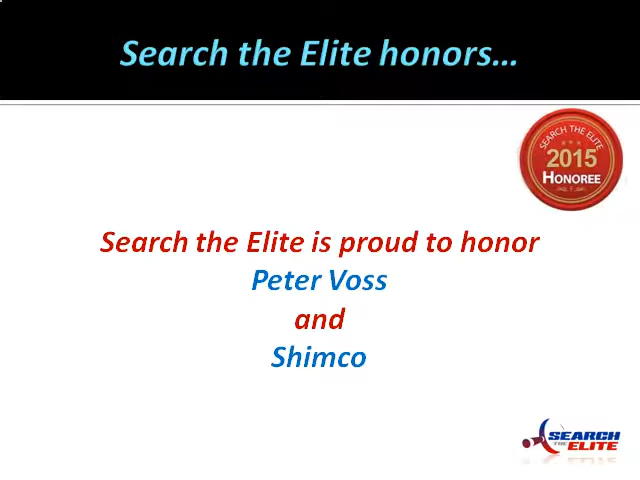 Search the Elite honors...
SEARCH THE ELITE
2015
HONOREE
Search the Elite is proud to honor
Peter Voss
and
Shimco
SEARCH
THE ELITE